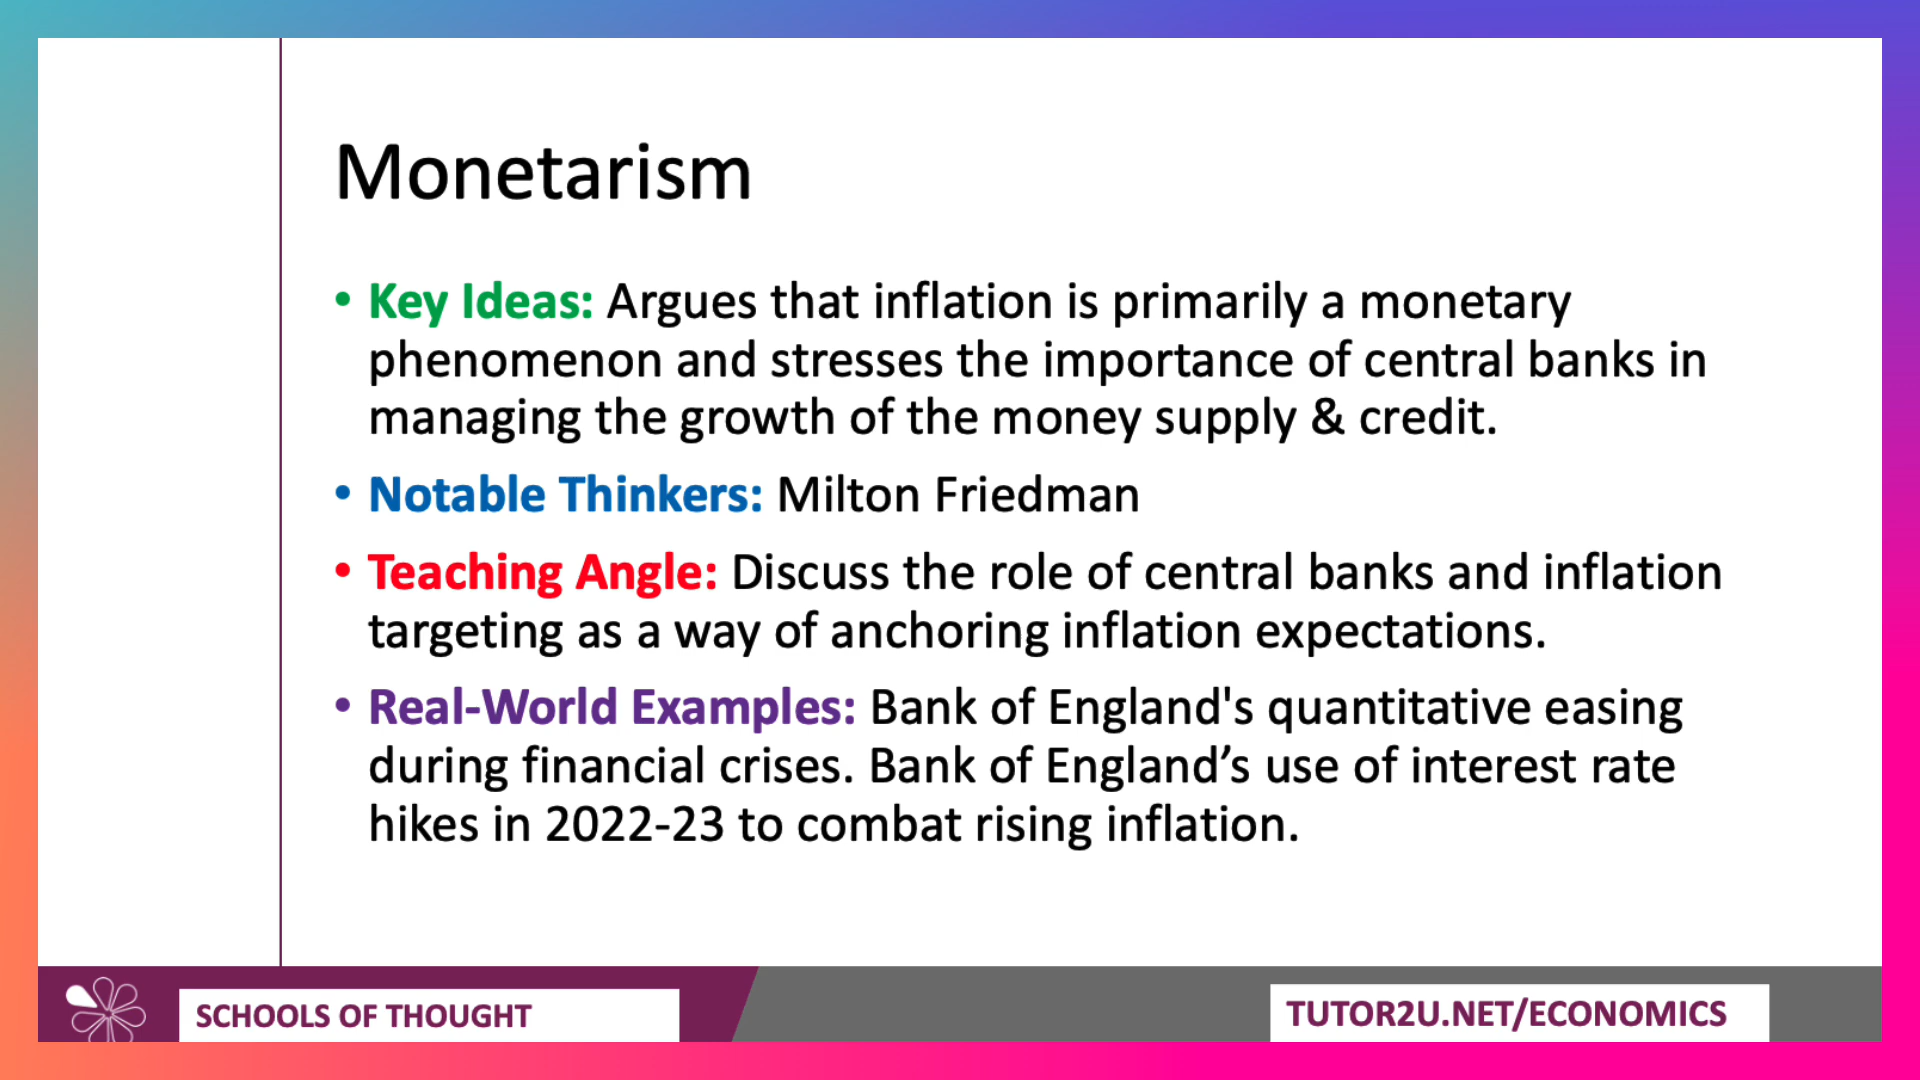 Monetarism
• Key Ideas: Argues that inflation is primarily a monetary
phenomenon and stresses the importance of central banks in
managing the growth of the money supply & credit.
• Notable Thinkers: Milton Friedman
• Teaching Angle: Discuss the role of central banks and inflation
targeting as a way of anchoring inflation expectations.
• Real-World Examples: Bank of England's quantitative easing
during financial crises. Bank of England’s use of interest rate
hikes in 2022-23 to combat rising inflation.
SCHOOLS OF THOUGHT
TUTOR2U.NET/ECONOMICS